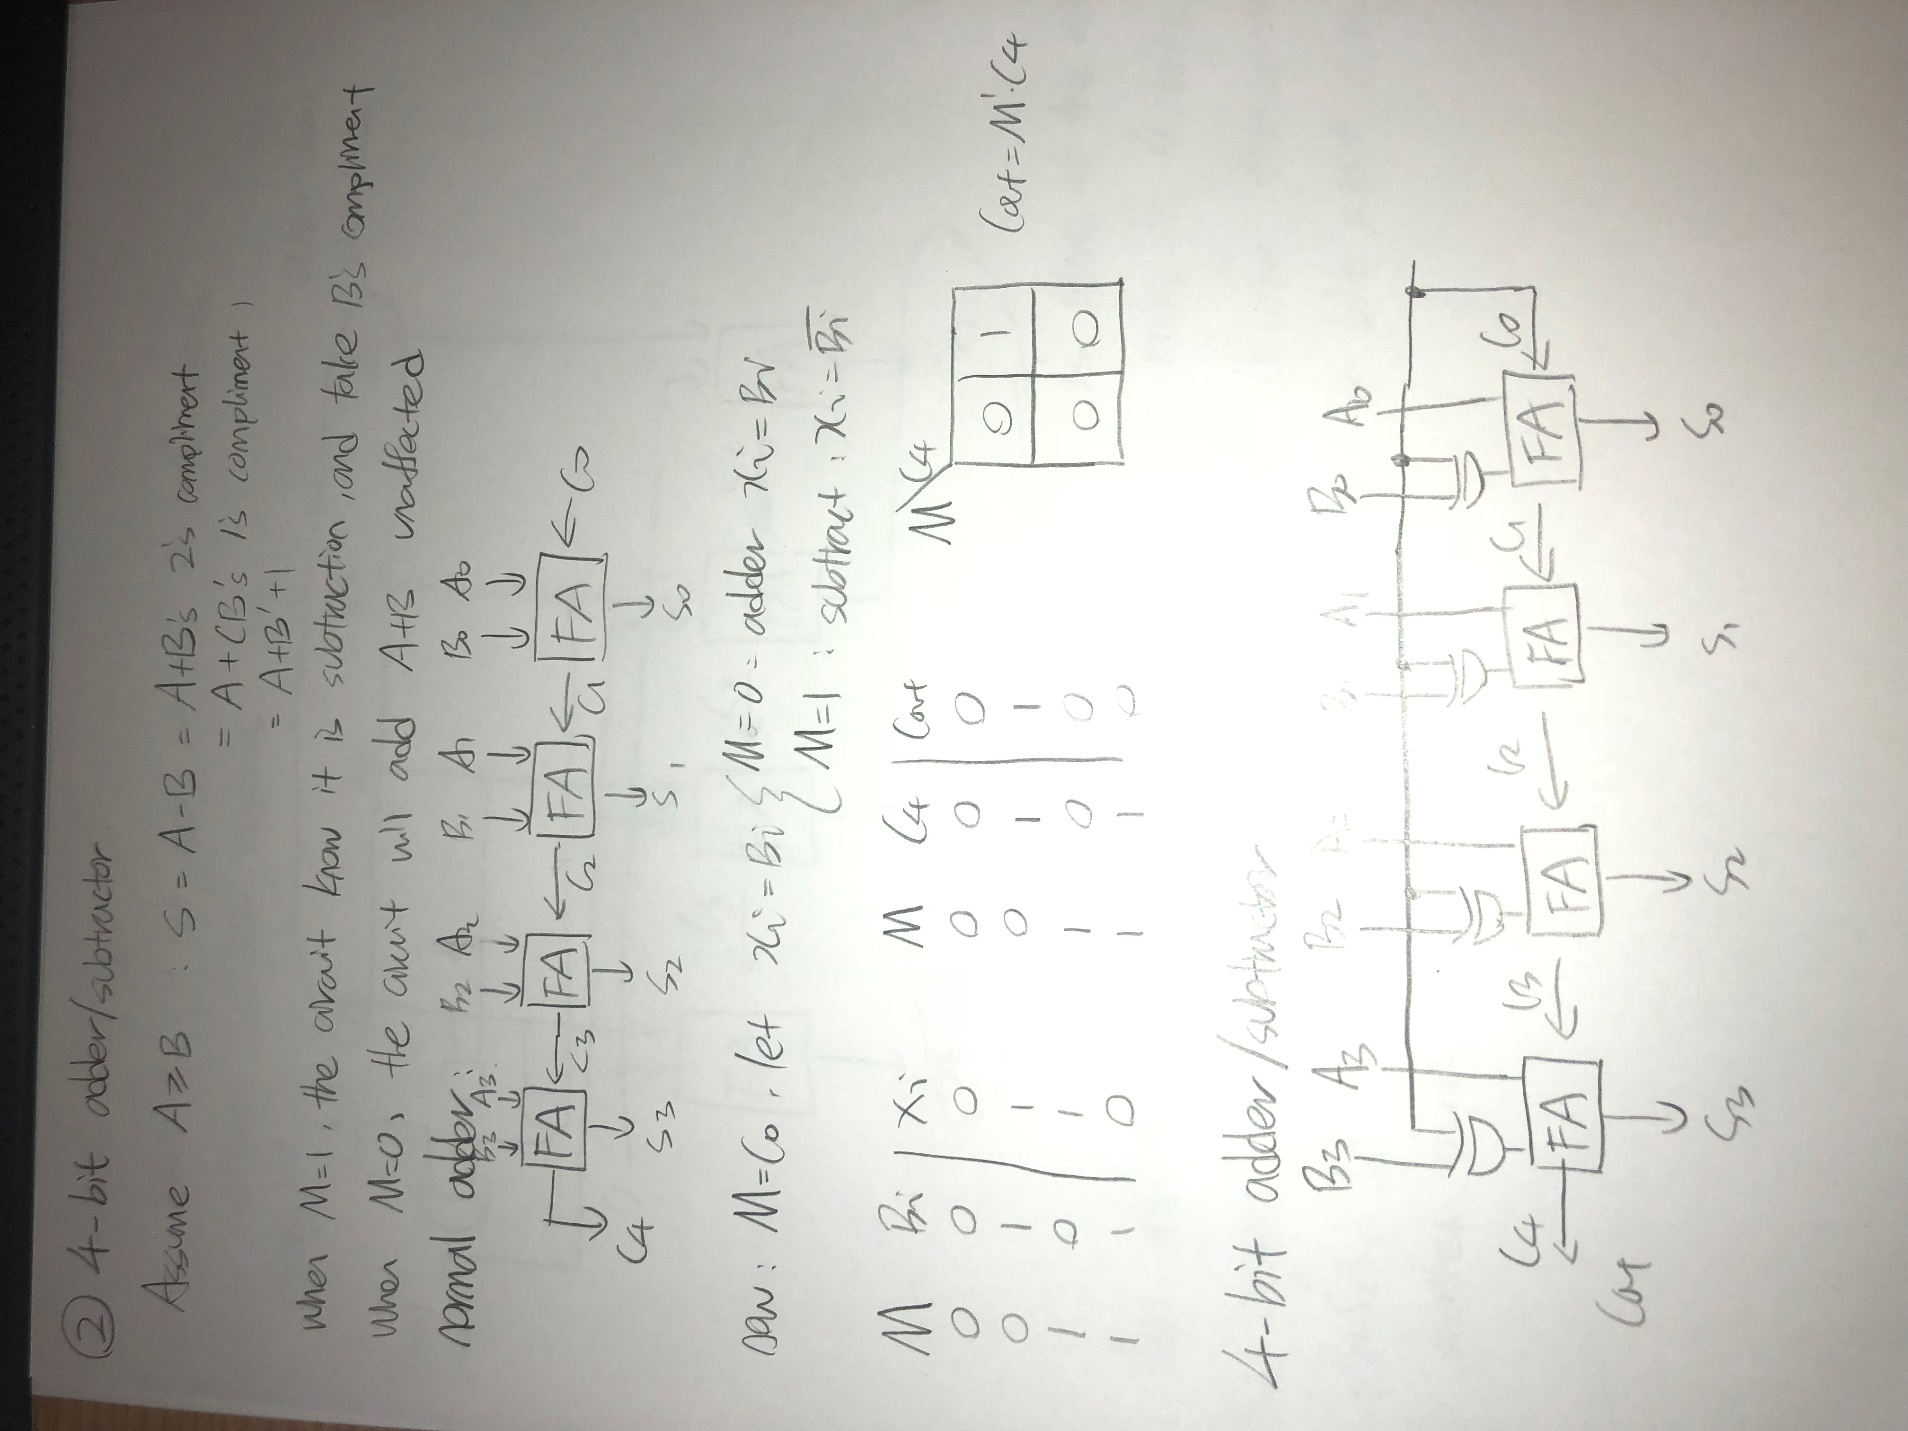 ② 4-bit adder/subtractor
Assume A≥B : S = A-B = A+B's 2's compliment
= A+(B's 1's compliment)
= A+B'+1
when M=1, the circuit know it is subtraction, and take B's compliment
when M=0, the circuit will add A+B unaffected
normal adder:
B3 A3 B2 A2 B1 A1 B0 A0
FA C3 FA C2 FA C1 FA C0
C4 S3 S2 S1 S0
Now : M=C0, let Xi=Bi { M=0 = adder Xi=Bi
M=1 : subtract : Xi=B̅i̅
M Bi Xi M C4 Cout M C4
0 0 0 0 0 0 0 1 Cout=M'·C4
0 1 1 0 1 1 0 0
1 0 1 1 0 0
1 1 0 1 1 0
4-bit adder/subtractor
B3 A3 B2 A1 B0 A0
C4 FA C3 FA C2 FA C1 FA C0
Cout S3 S2 S1 S0